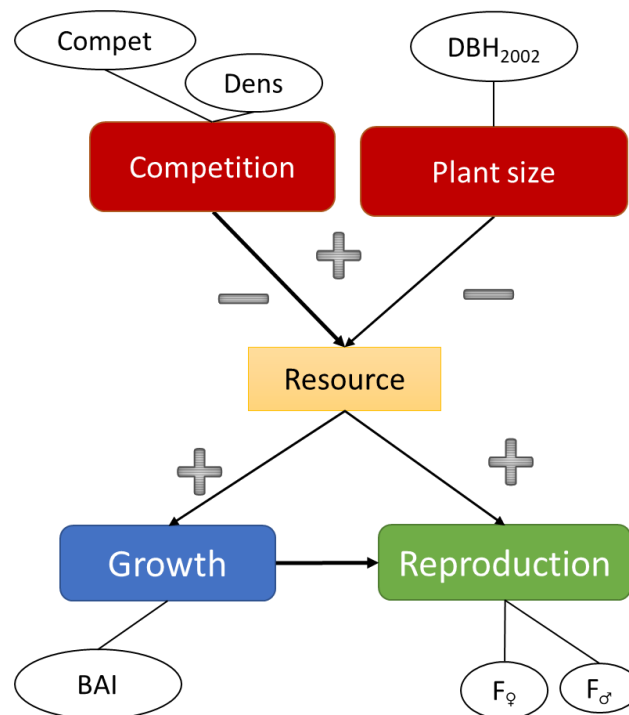 Compet
DBH₂₀₀₂
Dens
Competition
Plant size
+
−
−
Resource
+
+
Growth
Reproduction
BAI
F♀
F♂